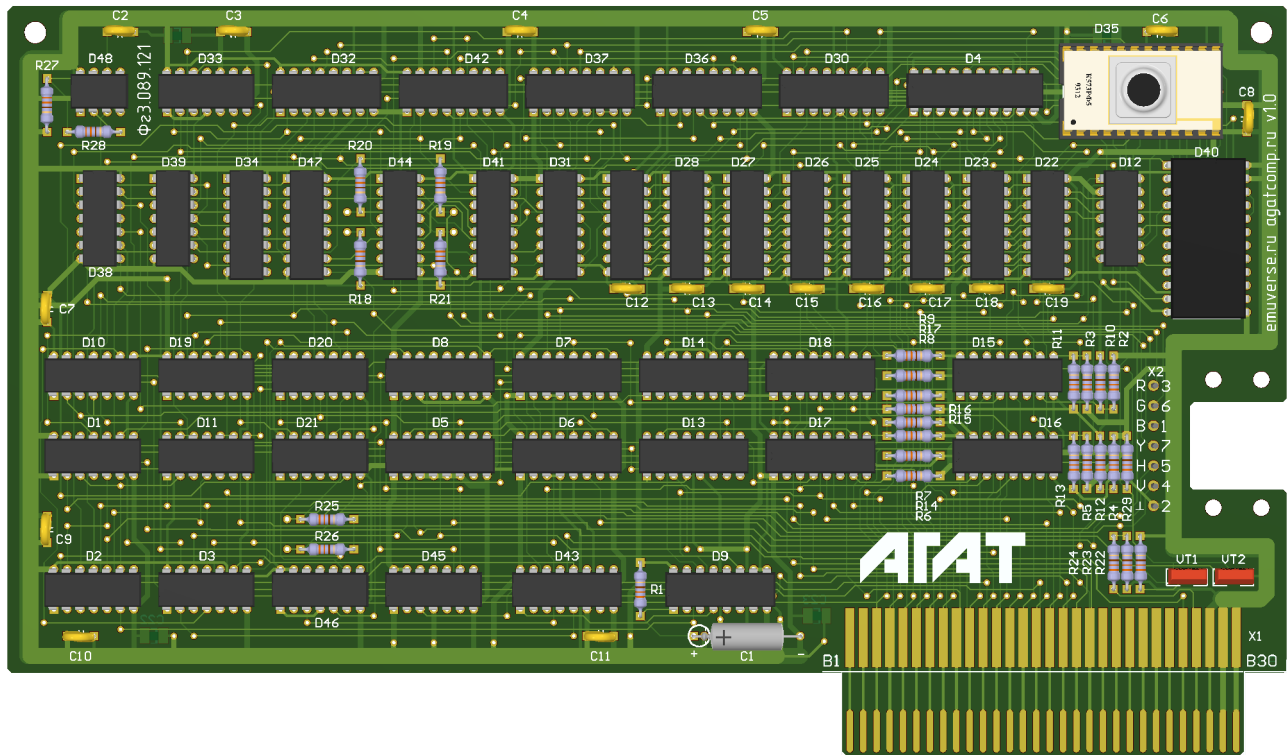 C2 C3 C4 C5 C6
D35
R27 D48 D33 D32 D42 D37 D36 D30 D4
К573РФ5
9312
C8
R28
Фг3.089.121
emuverse.ru agatcomp.ru v1.0
D39 D34 D47 R20 D44 R19 D41 D31 D28 D27 D26 D25 D24 D23 D22 D12 D40
D38 R18 R21
C7 C12 C13 C14 C15 C16 C17 C18 C19
D10 D19 D20 D8 D7 D14 D18 D15
R9
R17
R8
R11 R3 R10 R2
X2
R 3
G 6
B 1
Y 7
H 5
V 4
⊥ 2
R16
R15
D1 D11 D21 D5 D6 D13 D17 D16
R7
R14
R6
R13 R5 R12 R4 R29
R25
R26
C9
АГАТ
R24 R23 R22
VT1 VT2
D2 D3 D46 D45 D43 R1 D9
C10 C11 + C1 -
X1
B1 B30